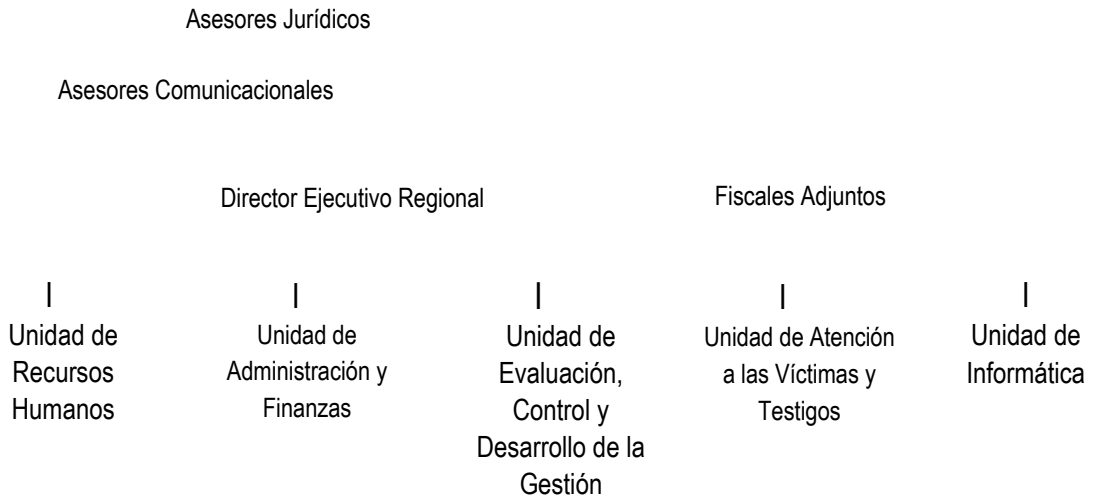 Asesores Jurídicos
Asesores Comunicacionales
Director Ejecutivo Regional
Fiscales Adjuntos
Unidad de
Recursos
Humanos
Unidad de
Administración y
Finanzas
Unidad de
Evaluación,
Control y
Desarrollo de la
Gestión
Unidad de Atención
a las Víctimas y
Testigos
Unidad de
Informática